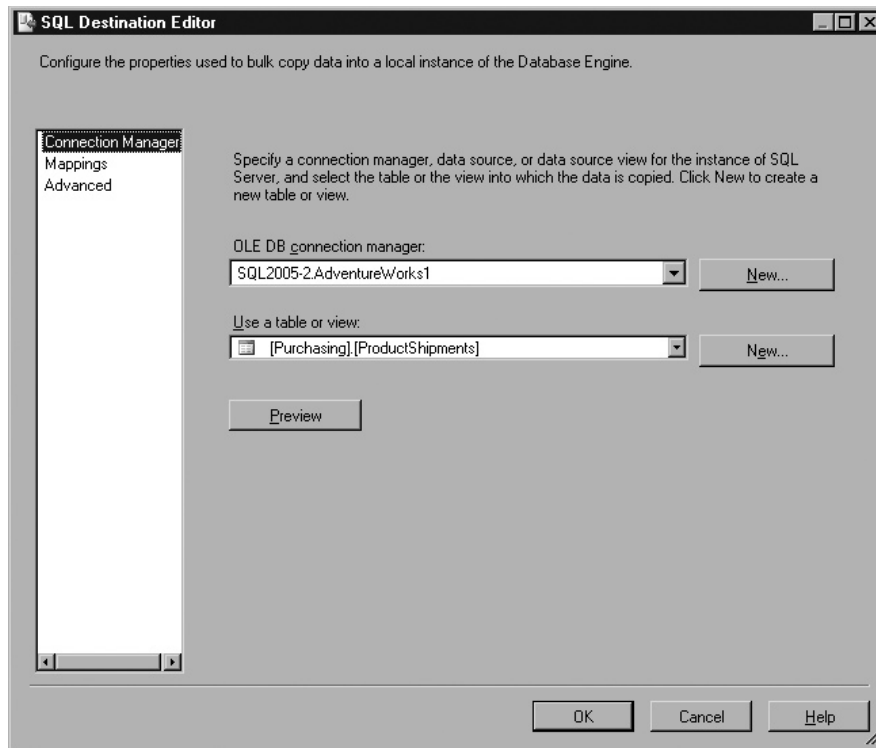 SQL Destination Editor
Configure the properties used to bulk copy data into a local instance of the Database Engine.
Connection Manager
Mappings
Advanced
Specify a connection manager, data source, or data source view for the instance of SQL
Server, and select the table or the view into which the data is copied. Click New to create a
new table or view.
OLE DB connection manager:
SQL2005-2.AdventureWorks1
New...
Use a table or view:
[Purchasing].[ProductShipments]
New...
Preview
OK
Cancel
Help